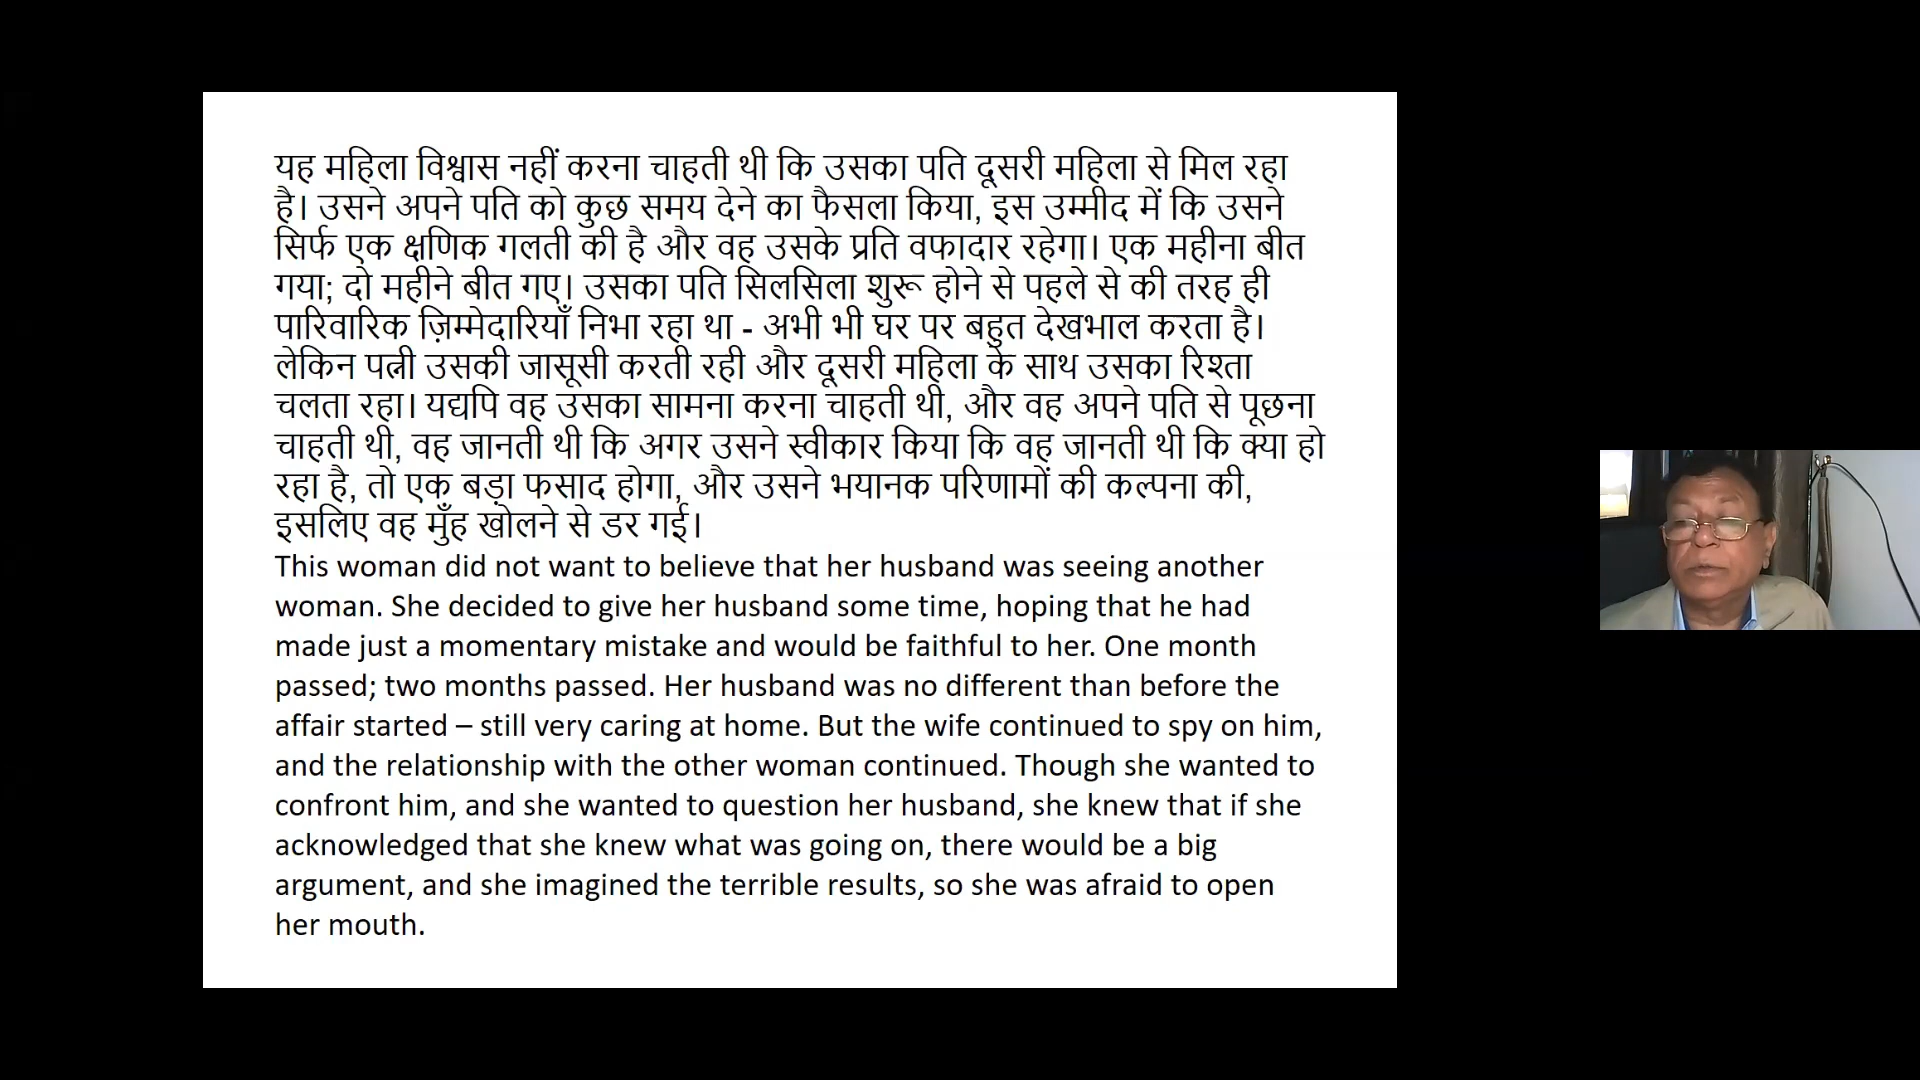 यह महिला विश्वास नहीं करना चाहती थी कि उसका पति दूसरी महिला से मिल रहा
है। उसने अपने पति को कुछ समय देने का फैसला किया, इस उम्मीद में कि उसने
सिर्फ एक क्षणिक गलती की है और वह उसके प्रति वफादार रहेगा। एक महीना बीत
गया; दो महीने बीत गए। उसका पति सिलसिला शुरू होने से पहले से की तरह ही
पारिवारिक ज़िम्मेदारियाँ निभा रहा था - अभी भी घर पर बहुत देखभाल करता है।
लेकिन पत्नी उसकी जासूसी करती रही और दूसरी महिला के साथ उसका रिश्ता
चलता रहा। यद्यपि वह उसका सामना करना चाहती थी, और वह अपने पति से पूछना
चाहती थी, वह जानती थी कि अगर उसने स्वीकार किया कि वह जानती थी कि क्या हो
रहा है, तो एक बड़ा फसाद होगा, और उसने भयानक परिणामों की कल्पना की,
इसलिए वह मुँह खोलने से डर गई।
This woman did not want to believe that her husband was seeing another
woman. She decided to give her husband some time, hoping that he had
made just a momentary mistake and would be faithful to her. One month
passed; two months passed. Her husband was no different than before the
affair started – still very caring at home. But the wife continued to spy on him,
and the relationship with the other woman continued. Though she wanted to
confront him, and she wanted to question her husband, she knew that if she
acknowledged that she knew what was going on, there would be a big
argument, and she imagined the terrible results, so she was afraid to open
her mouth.